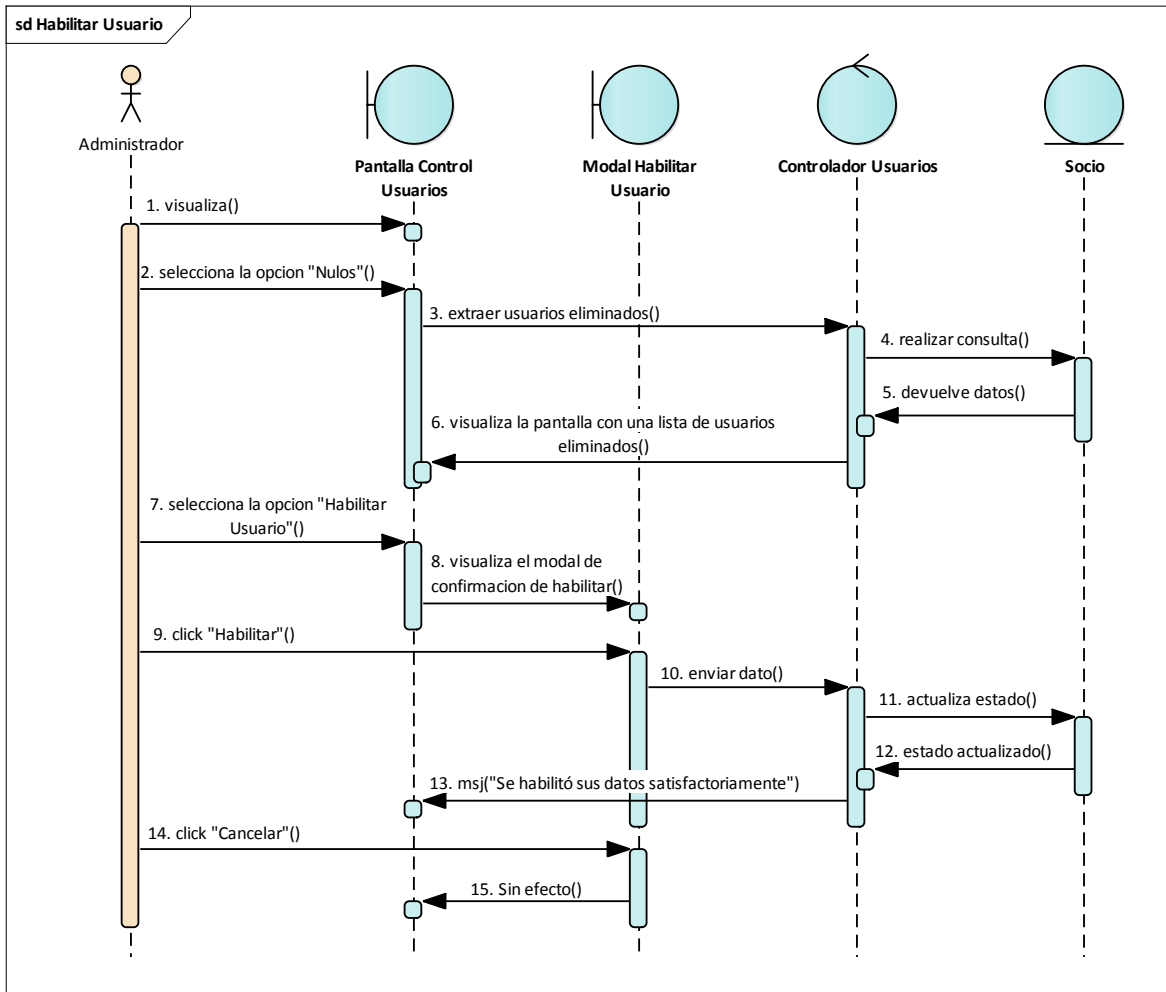 sd Habilitar Usuario
Administrador
Pantalla Control
Usuarios
Modal Habilitar
Usuario
Controlador Usuarios
Socio
1. visualiza()
2. selecciona la opcion "Nulos"()
3. extraer usuarios eliminados()
4. realizar consulta()
5. devuelve datos()
6. visualiza la pantalla con una lista de usuarios
eliminados()
7. selecciona la opcion "Habilitar
Usuario"()
8. visualiza el modal de
confirmacion de habilitar()
9. click "Habilitar"()
10. enviar dato()
11. actualiza estado()
12. estado actualizado()
13. msj("Se habilitó sus datos satisfactoriamente")
14. click "Cancelar"()
15. Sin efecto()